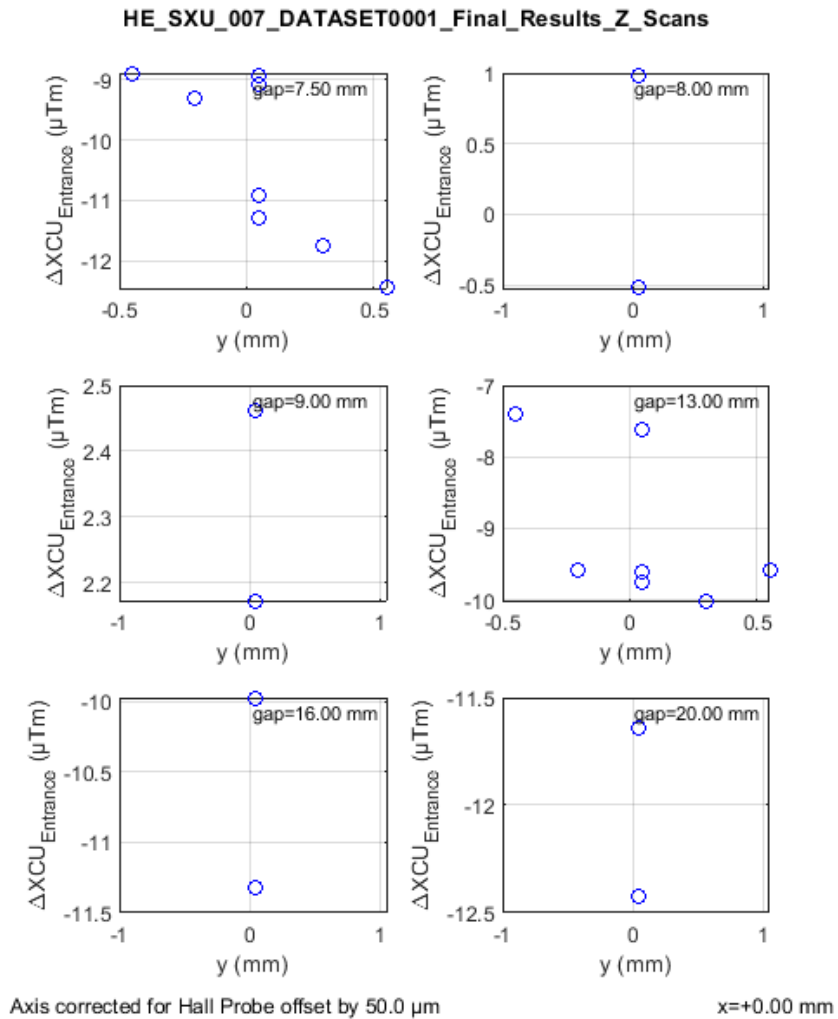 HE_SXU_007_DATASET0001_Final_Results_Z_Scans
gap=7.50 mm
-9
-10
-11
-12
ΔXCU_Entrance (µTm)
-0.5 0 0.5
y (mm)
gap=8.00 mm
1
0.5
0
-0.5
ΔXCU_Entrance (µTm)
-1 0 1
y (mm)
gap=9.00 mm
2.5
2.4
2.3
2.2
ΔXCU_Entrance (µTm)
-1 0 1
y (mm)
gap=13.00 mm
-7
-8
-9
-10
ΔXCU_Entrance (µTm)
-0.5 0 0.5
y (mm)
gap=16.00 mm
-10
-10.5
-11
-11.5
ΔXCU_Entrance (µTm)
-1 0 1
y (mm)
gap=20.00 mm
-11.5
-12
-12.5
ΔXCU_Entrance (µTm)
-1 0 1
y (mm)
Axis corrected for Hall Probe offset by 50.0 µm
x=+0.00 mm